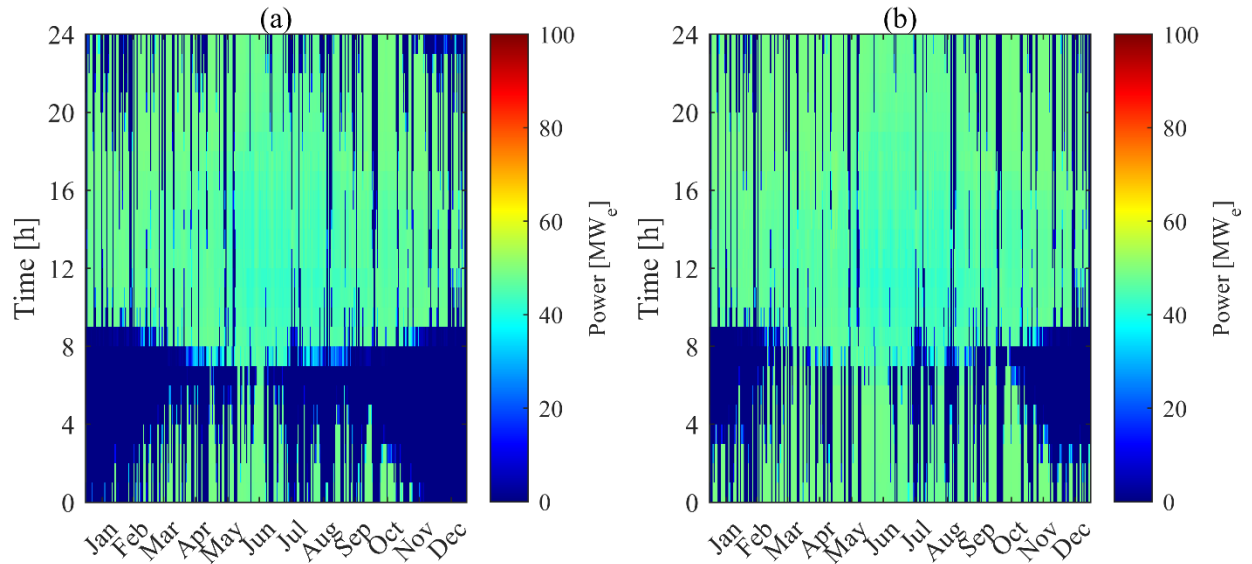 (a)
24
20
16
12
8
4
0
Time [h]
Jan
Feb
Mar
Apr
May
Jun
Jul
Aug
Sep
Oct
Nov
Dec
100
80
60
40
20
0
Power [MWe]
(b)
24
20
16
12
8
4
0
Time [h]
Jan
Feb
Mar
Apr
May
Jun
Jul
Aug
Sep
Oct
Nov
Dec
100
80
60
40
20
0
Power [MWe]